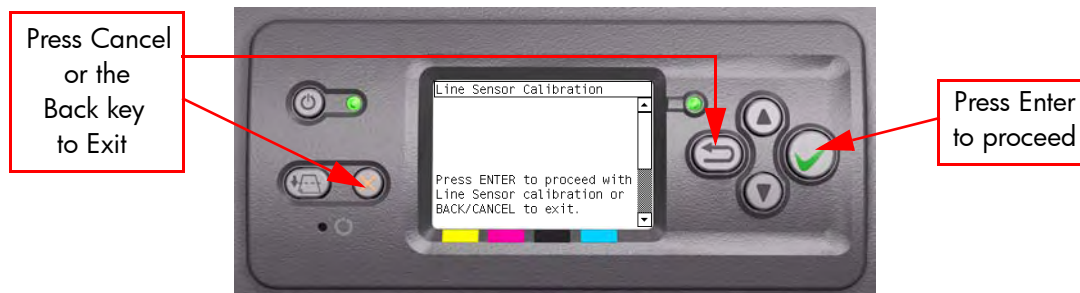 Press Cancel
or the
Back key
to Exit
Line Sensor Calibration
Press ENTER to proceed with
Line Sensor calibration or
BACK/CANCEL to exit.
Press Enter
to proceed